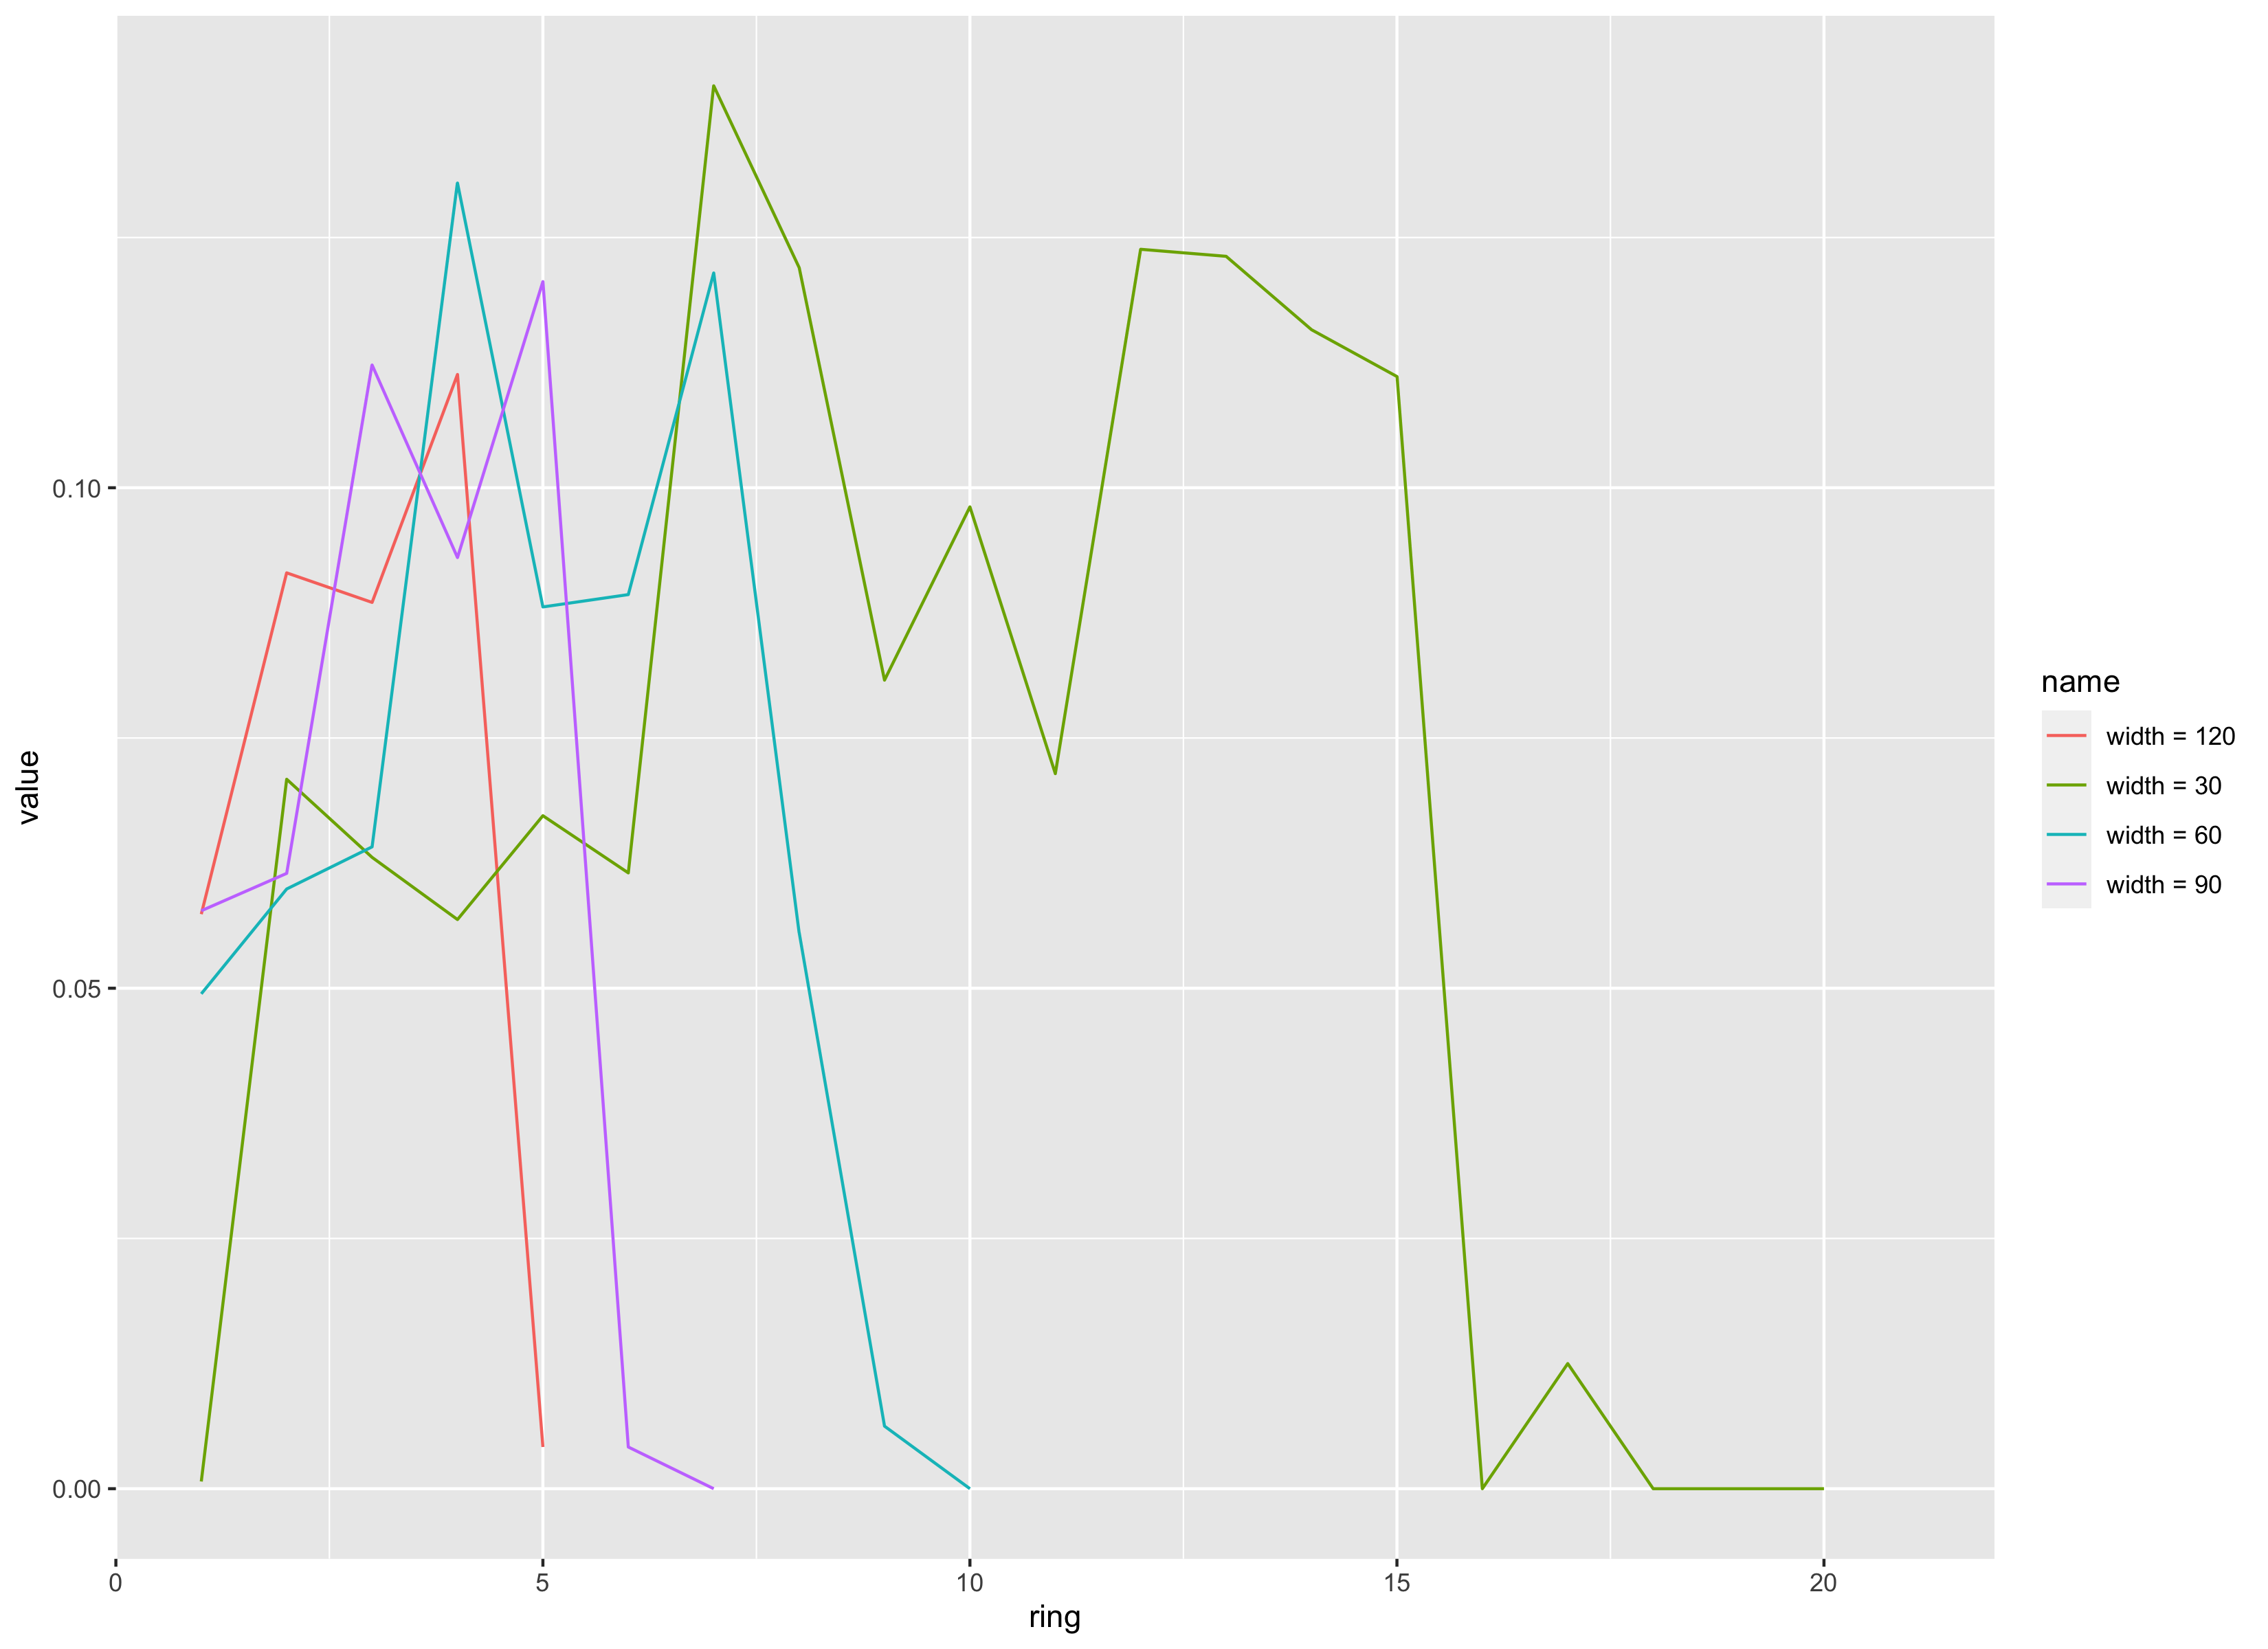 0.10
0.05
0.00
value
0 5 10 15 20
ring
name
width = 120
width = 30
width = 60
width = 90